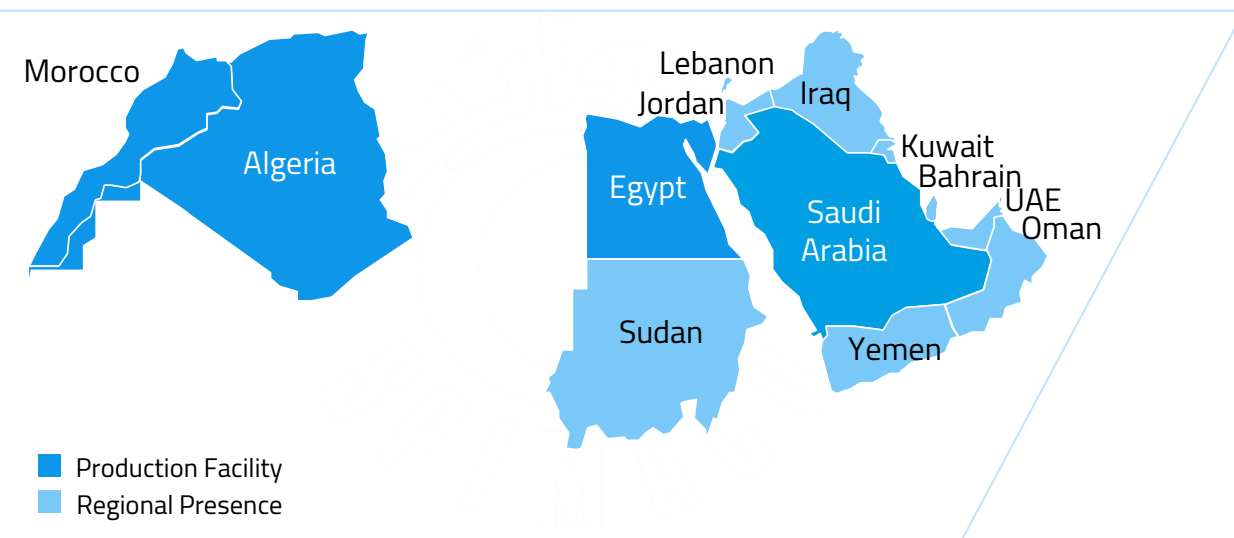 Morocco
Algeria
Lebanon
Jordan
Iraq
Kuwait
Bahrain
UAE
Oman
Egypt
Saudi
Arabia
Sudan
Yemen
Production Facility
Regional Presence